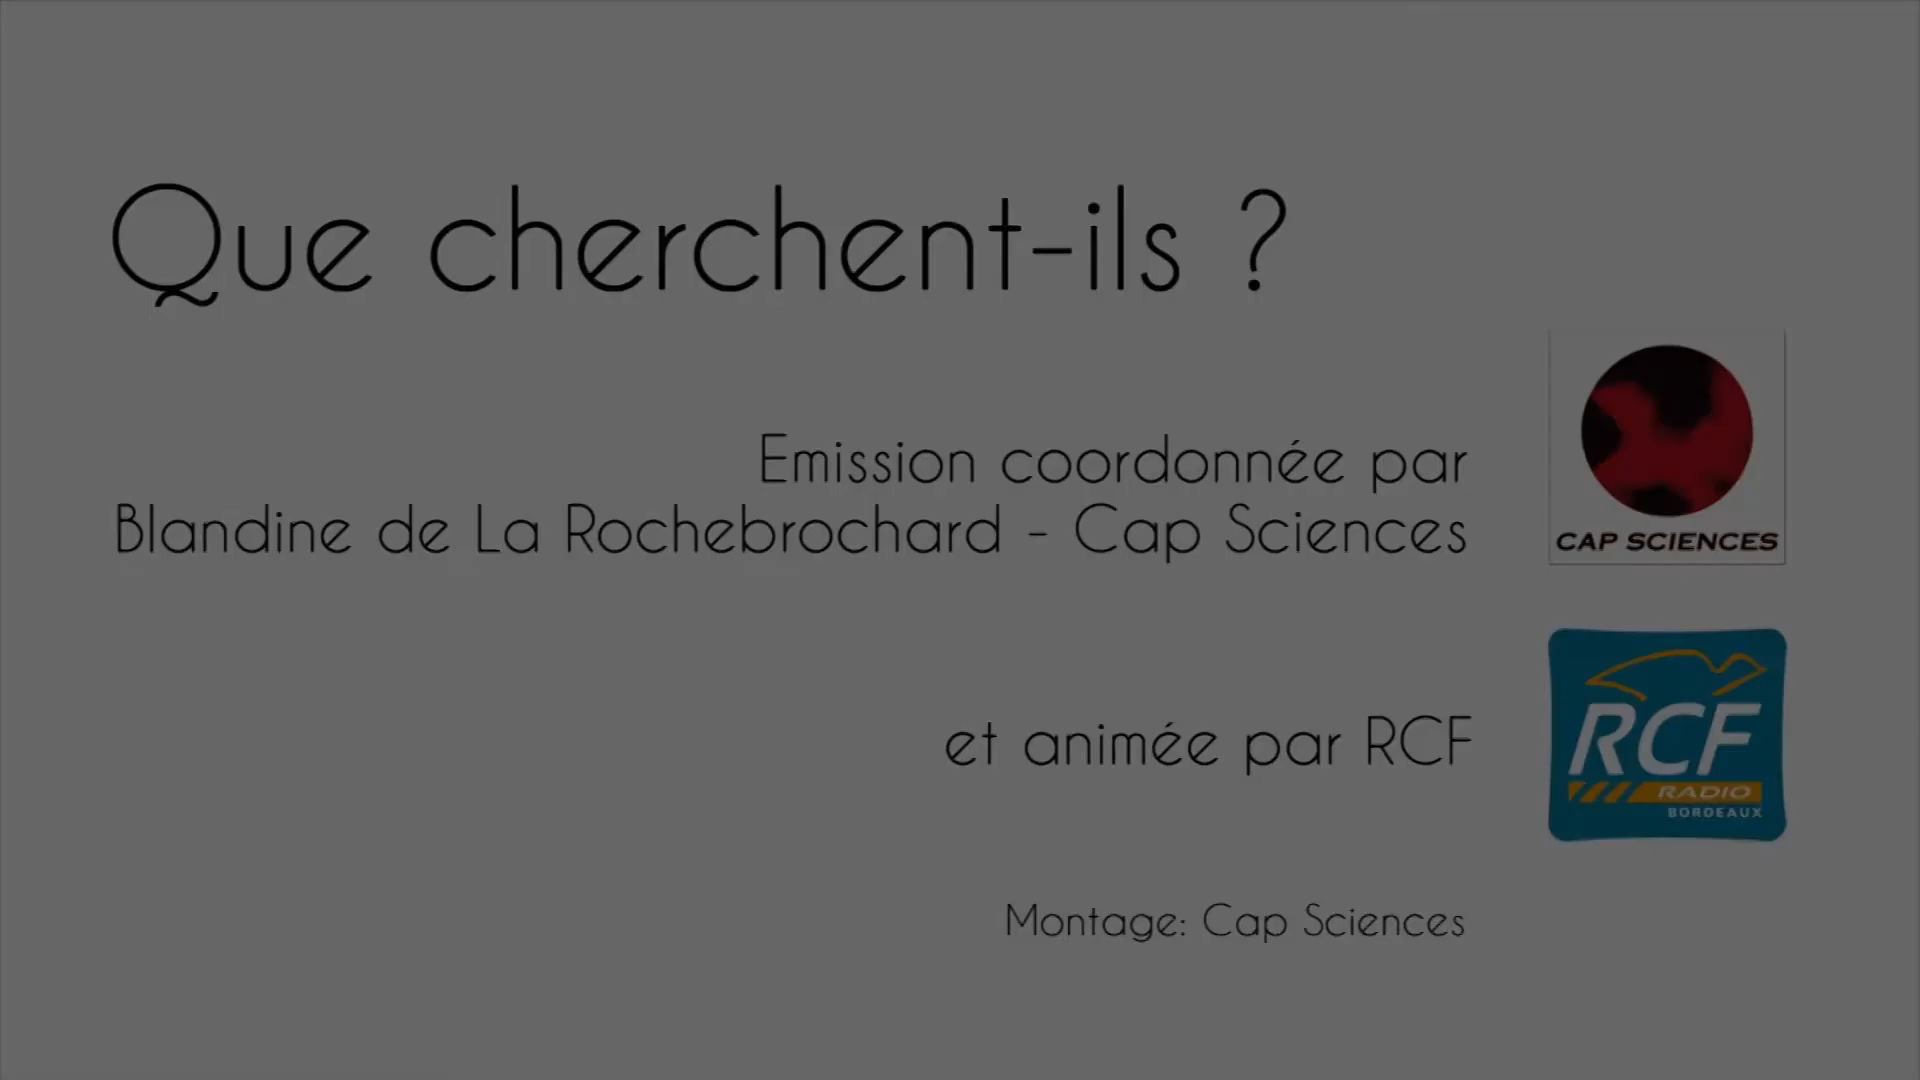 Que cherchent-ils ?
Emission coordonnée par
Blandine de La Rochebrochard - Cap Sciences
CAP SCIENCES
et animée par RCF
RCF
RADIO
BORDEAUX
Montage: Cap Sciences